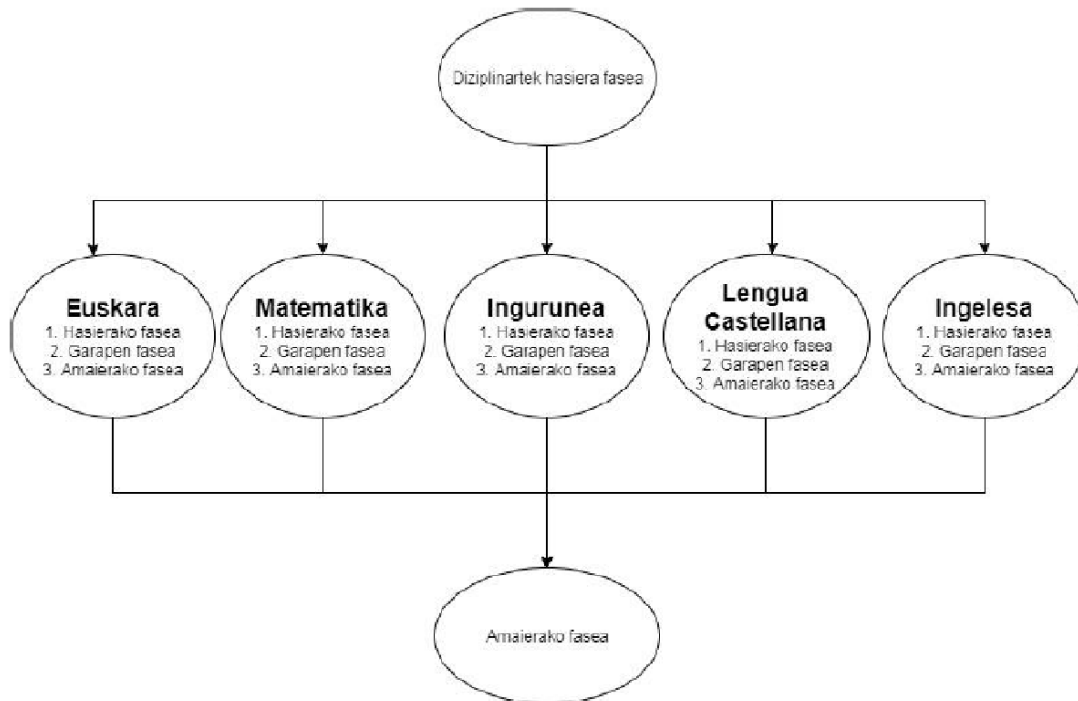 Diziplinartek hasiera fasea
Euskara
1. Hasierako fasea
2. Garapen fasea
3. Amaierako fasea
Matematika
1. Hasierako fasea
2. Garapen fasea
3. Amaierako fasea
Ingurunea
1. Hasierako fasea
2. Garapen fasea
3. Amaierako fasea
Lengua
Castellana
1. Hasierako fasea
2. Garapen fasea
3. Amaierako fasea
Ingelesa
1. Hasierako fasea
2. Garapen fasea
3. Amaierako fasea
Amaierako fasea